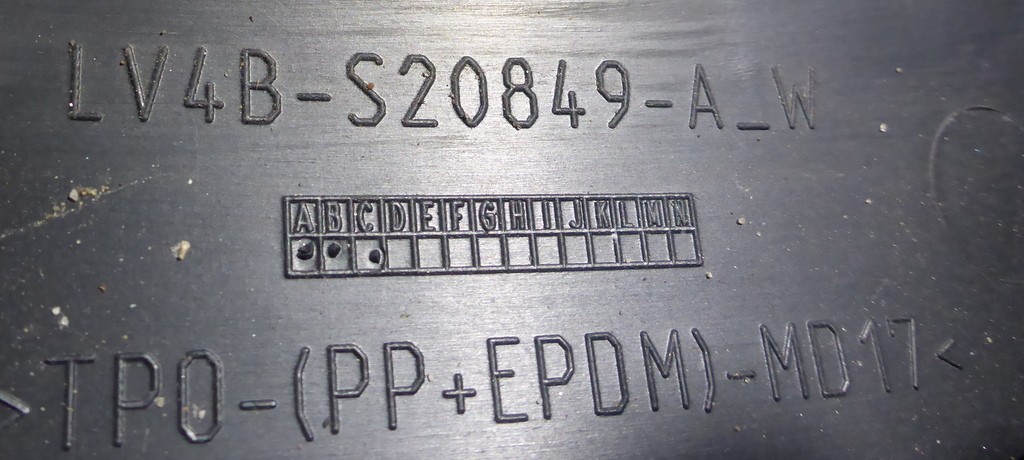 LV4B-S20849-A_W
ABCDEFGHIJKLMN
>TPO-(PP+EPDM)-MD17<